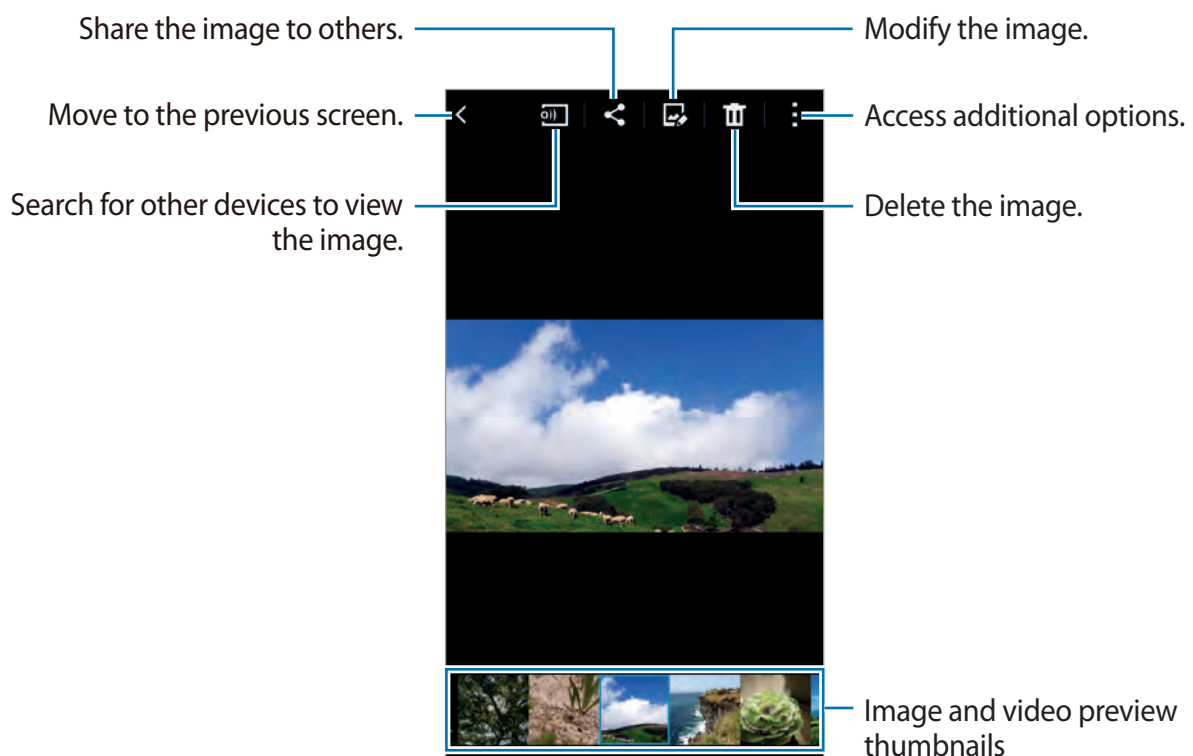 Share the image to others.
Modify the image.
Move to the previous screen.
Access additional options.
Search for other devices to view
the image.
Delete the image.
Image and video preview
thumbnails